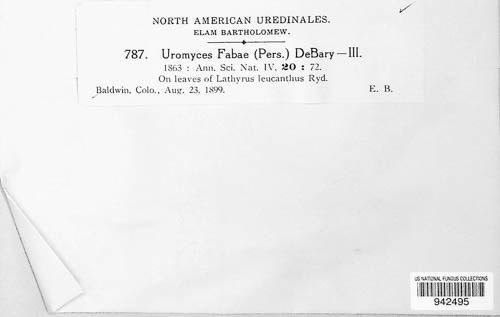 NORTH AMERICAN UREDINALES.
ELAM BARTHOLOMEW.
787. Uromyces Fabae (Pers.) DeBary—III.
1863 : Ann. Sci. Nat. IV, 20 : 72.
On leaves of Lathyrus leucanthus Ryd.
Baldwin, Colo., Aug. 23, 1899. E. B.
US NATIONAL FUNGUS COLLECTIONS
942495